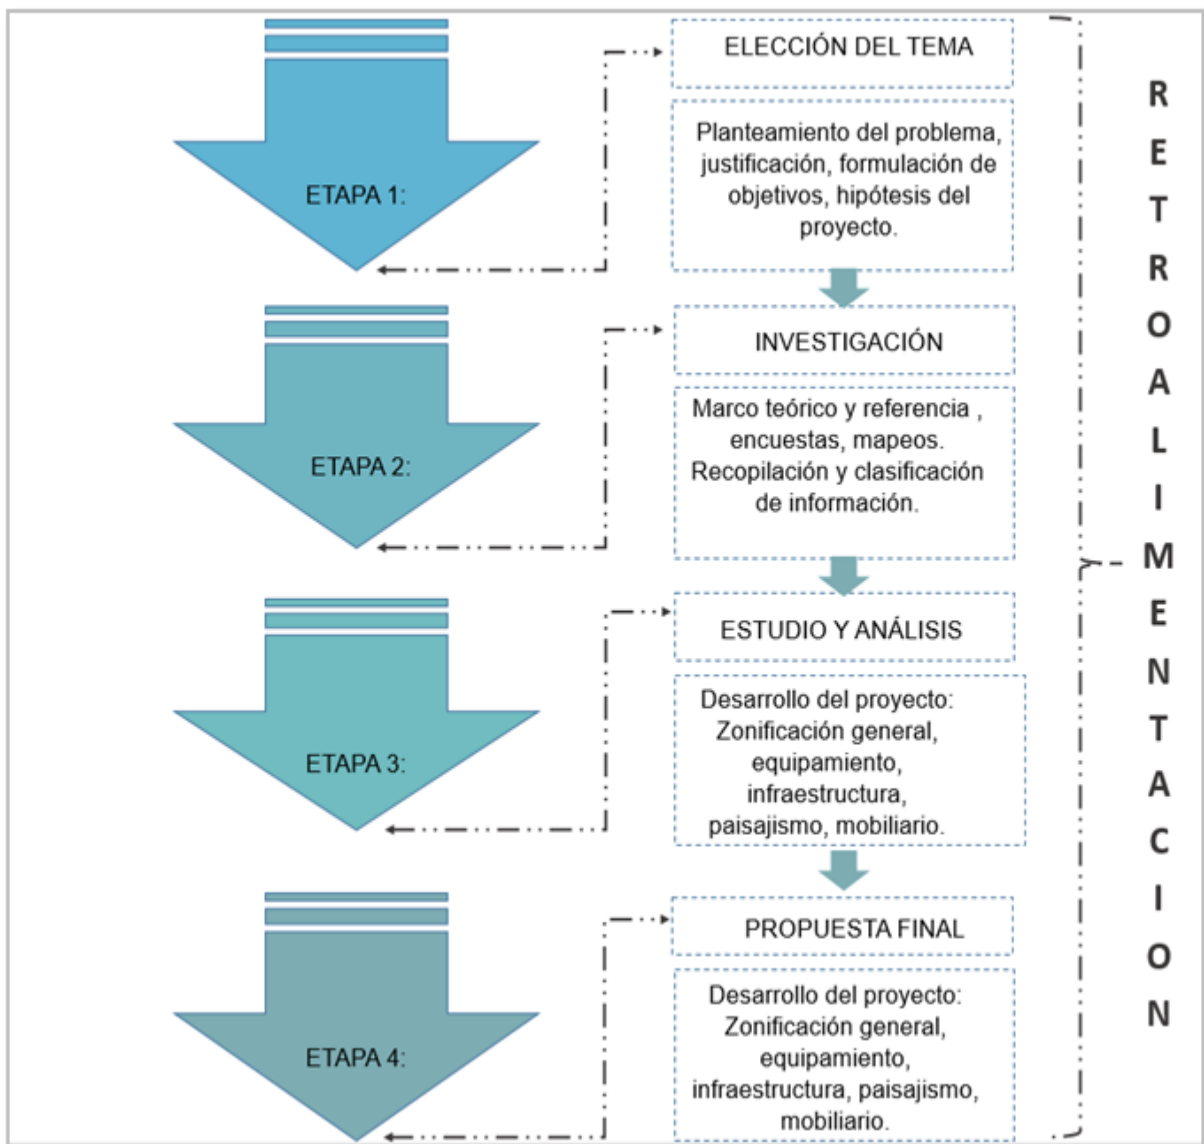 ETAPA 1:
ELECCIÓN DEL TEMA
Planteamiento del problema,
justificación, formulación de
objetivos, hipótesis del
proyecto.
ETAPA 2:
INVESTIGACIÓN
Marco teórico y referencia ,
encuestas, mapeos.
Recopilación y clasificación
de información.
ETAPA 3:
ESTUDIO Y ANÁLISIS
Desarrollo del proyecto:
Zonificación general,
equipamiento,
infraestructura,
paisajismo, mobiliario.
ETAPA 4:
PROPUESTA FINAL
Desarrollo del proyecto:
Zonificación general,
equipamiento,
infraestructura, paisajismo,
mobiliario.
RETROALIMENTACION